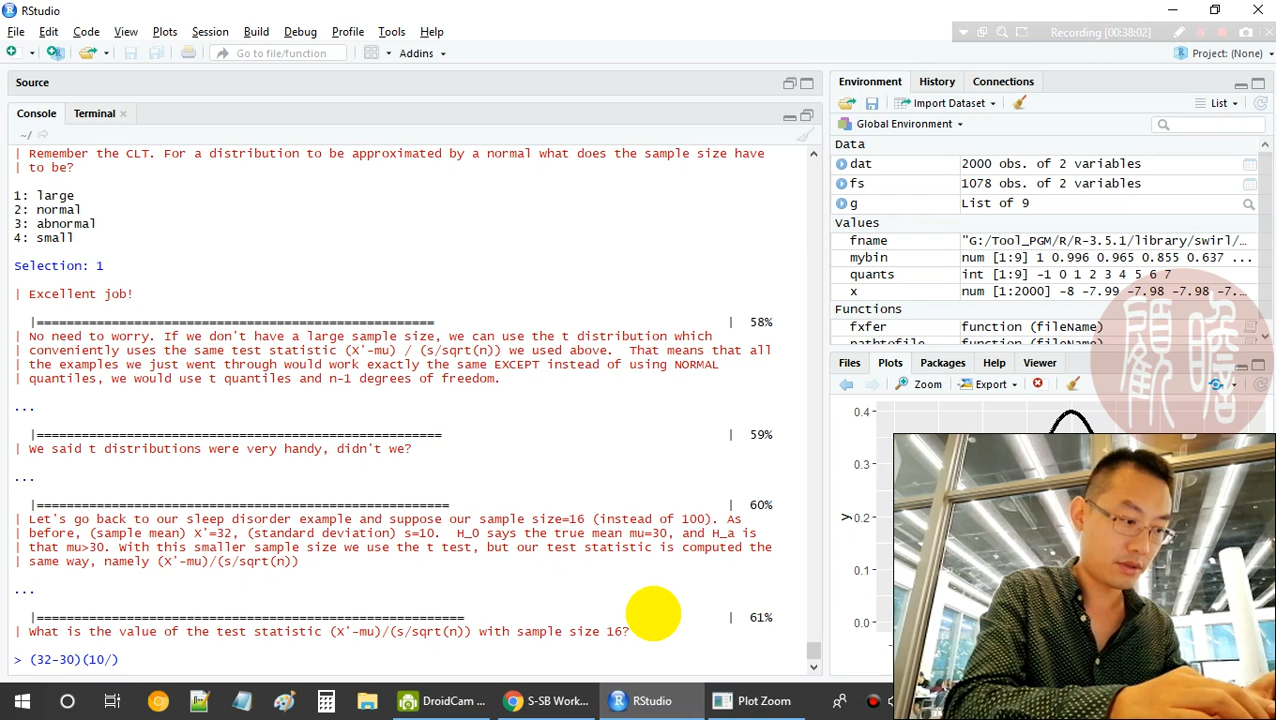 RStudio
File Edit Code View Plots Session Build Debug Profile Tools Help
Recording [00:38:02]
Go to file/function Addins
Project: (None)
Source
Console Terminal
~/
| Remember the CLT. For a distribution to be approximated by a normal what does the sample size have
| to be?
1: large
2: normal
3: abnormal
4: small
Selection: 1
| Excellent job!
|===================================================== | 58%
| No need to worry. If we don't have a large sample size, we can use the t distribution which
| conveniently uses the same test statistic (X'-mu) / (s/sqrt(n)) we used above. That means that all
| the examples we just went through would work exactly the same EXCEPT instead of using NORMAL
| quantiles, we would use t quantiles and n-1 degrees of freedom.
...
|====================================================== | 59%
| We said t distributions were very handy, didn't we?
...
|======================================================= | 60%
| Let's go back to our sleep disorder example and suppose our sample size=16 (instead of 100). As
| before, (sample mean) X'=32, (standard deviation) s=10. H_0 says the true mean mu=30, and H_a is
| that mu>30. With this smaller sample size we use the t test, but our test statistic is computed the
| same way, namely (X'-mu)/(s/sqrt(n))
...
|========================================================= | 61%
| What is the value of the test statistic (X'-mu)/(s/sqrt(n)) with sample size 16?
> (32-30)(10/)
Environment History Connections
Import Dataset List
Global Environment
Data
dat 2000 obs. of 2 variables
fs 1078 obs. of 2 variables
g List of 9
Values
fname "G:/Tool_PGM/R/R-3.5.1/library/swirl/…
mybin num [1:9] 1 0.996 0.965 0.855 0.637 ...
quants int [1:9] -1 0 1 2 3 4 5 6 7
x num [1:2000] -8 -7.99 -7.98 -7.98 -7.…
Functions
fxfer function (fileName)
pathtofile function (fileName)
Files Plots Packages Help Viewer
Zoom Export
0.4
0.3
0.2
0.1
0.0
y
DroidCam ...
S-SB Work...
RStudio
Plot Zoom